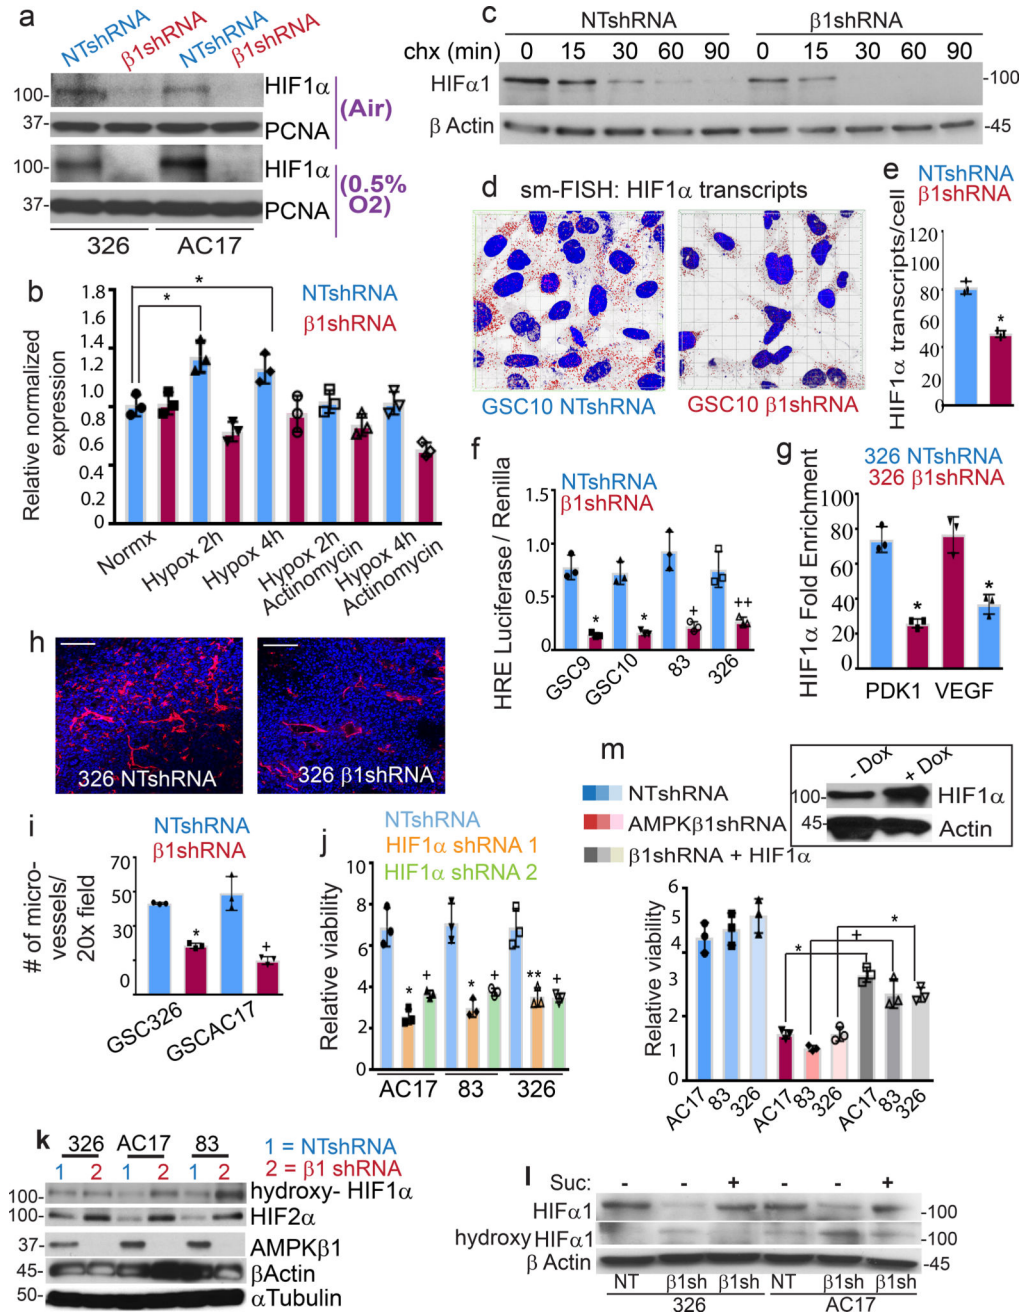 a
NTshRNA
β1shRNA
NTshRNA
β1shRNA
100-
HIF1α
37-
PCNA
(Air)
100-
HIF1α
37-
PCNA
(0.5%
O2)
326
AC17
b
NTshRNA
β1shRNA
Relative normalized
expression
1.8
1.6
1.2
1.0
0.8
0.4
0.2
0
*
*
Normx
Hypox 2h
Hypox 4h
Hypox 2h
Actinomycin
Hypox 4h
Actinomycin
c
NTshRNA
β1shRNA
chx (min)
0 15 30 60 90 0 15 30 60 90
HIFα1
-100
β Actin
-45
d
sm-FISH: HIF1α transcripts
GSC10 NTshRNA
GSC10 β1shRNA
e
NTshRNA
β1shRNA
HIF1α transcripts/cell
120
80
60
40
20
0
*
f
NTshRNA
β1shRNA
HRE Luciferase / Renilla
1.5
1.0
0.5
0
* * + ++
GSC9
GSC10
83
326
g
326 NTshRNA
326 β1shRNA
HIF1α Fold Enrichment
100
80
60
40
20
0
* *
PDK1 VEGF
h
326 NTshRNA
326 β1shRNA
i
NTshRNA
β1shRNA
# of micro-
vessels/
20x field
70
50
30
10
0
* +
GSC326
GSCAC17
j
NTshRNA
HIF1α shRNA 1
HIF1α shRNA 2
Relative viability
10
8
6
4
2
0
* + * + ** +
AC17 83 326
k
326 AC17 83
1 2 1 2 1 2
1 = NTshRNA
2 = β1 shRNA
100-
hydroxy- HIF1α
100-
HIF2α
37-
AMPKβ1
45-
βActin
50-
αTubulin
l
Suc: - - + - - +
HIFα1
-100
hydroxy HIFα1
-100
β Actin
-45
NT β1sh β1sh NT β1sh β1sh
326 AC17
m
NTshRNA
AMPKβ1shRNA
β1shRNA + HIF1α
- Dox
+ Dox
100-
HIF1α
45-
Actin
Relative viability
6
5
4
3
2
1
0
* + *
AC17
83
326
AC17
83
326
AC17
83
326